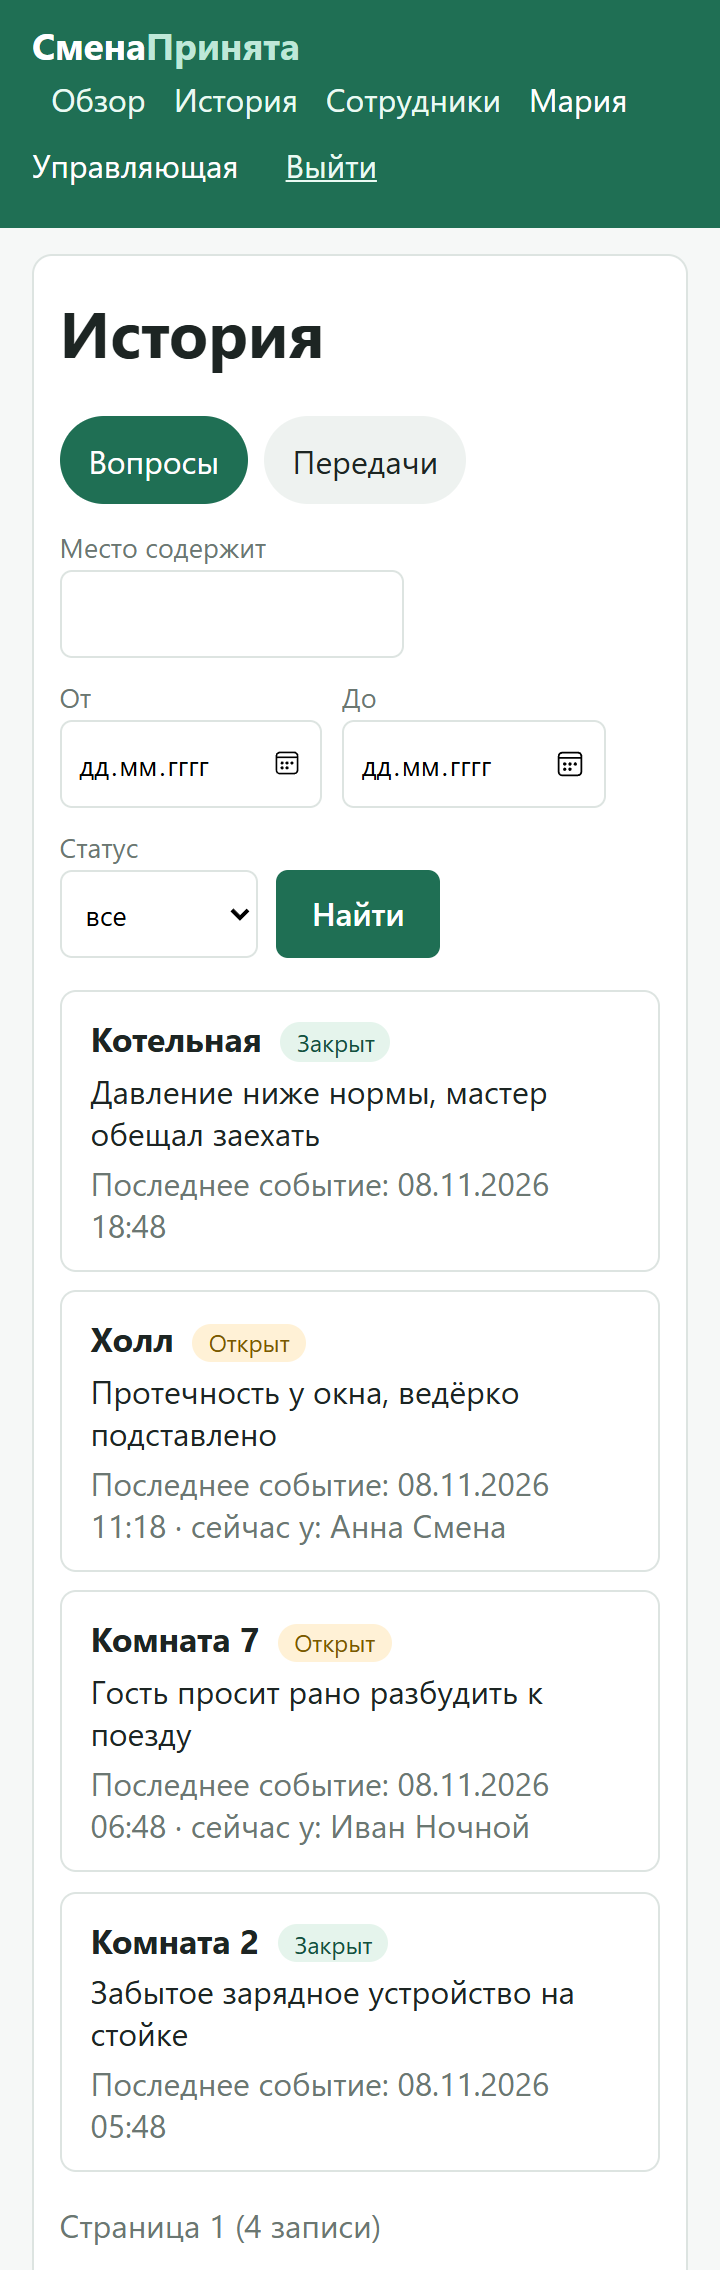 СменаПринята
Обзор История Сотрудники Мария
Управляющая Выйти
История
Вопросы Передачи
Место содержит
От До
дд.мм.гггг дд.мм.гггг
Статус
все Найти
Котельная Закрыт
Давление ниже нормы, мастер
обещал заехать
Последнее событие: 08.11.2026
18:48
Холл Открыт
Протечность у окна, ведёрко
подставлено
Последнее событие: 08.11.2026
11:18 · сейчас у: Анна Смена
Комната 7 Открыт
Гость просит рано разбудить к
поезду
Последнее событие: 08.11.2026
06:48 · сейчас у: Иван Ночной
Комната 2 Закрыт
Забытое зарядное устройство на
стойке
Последнее событие: 08.11.2026
05:48
Страница 1 (4 записи)